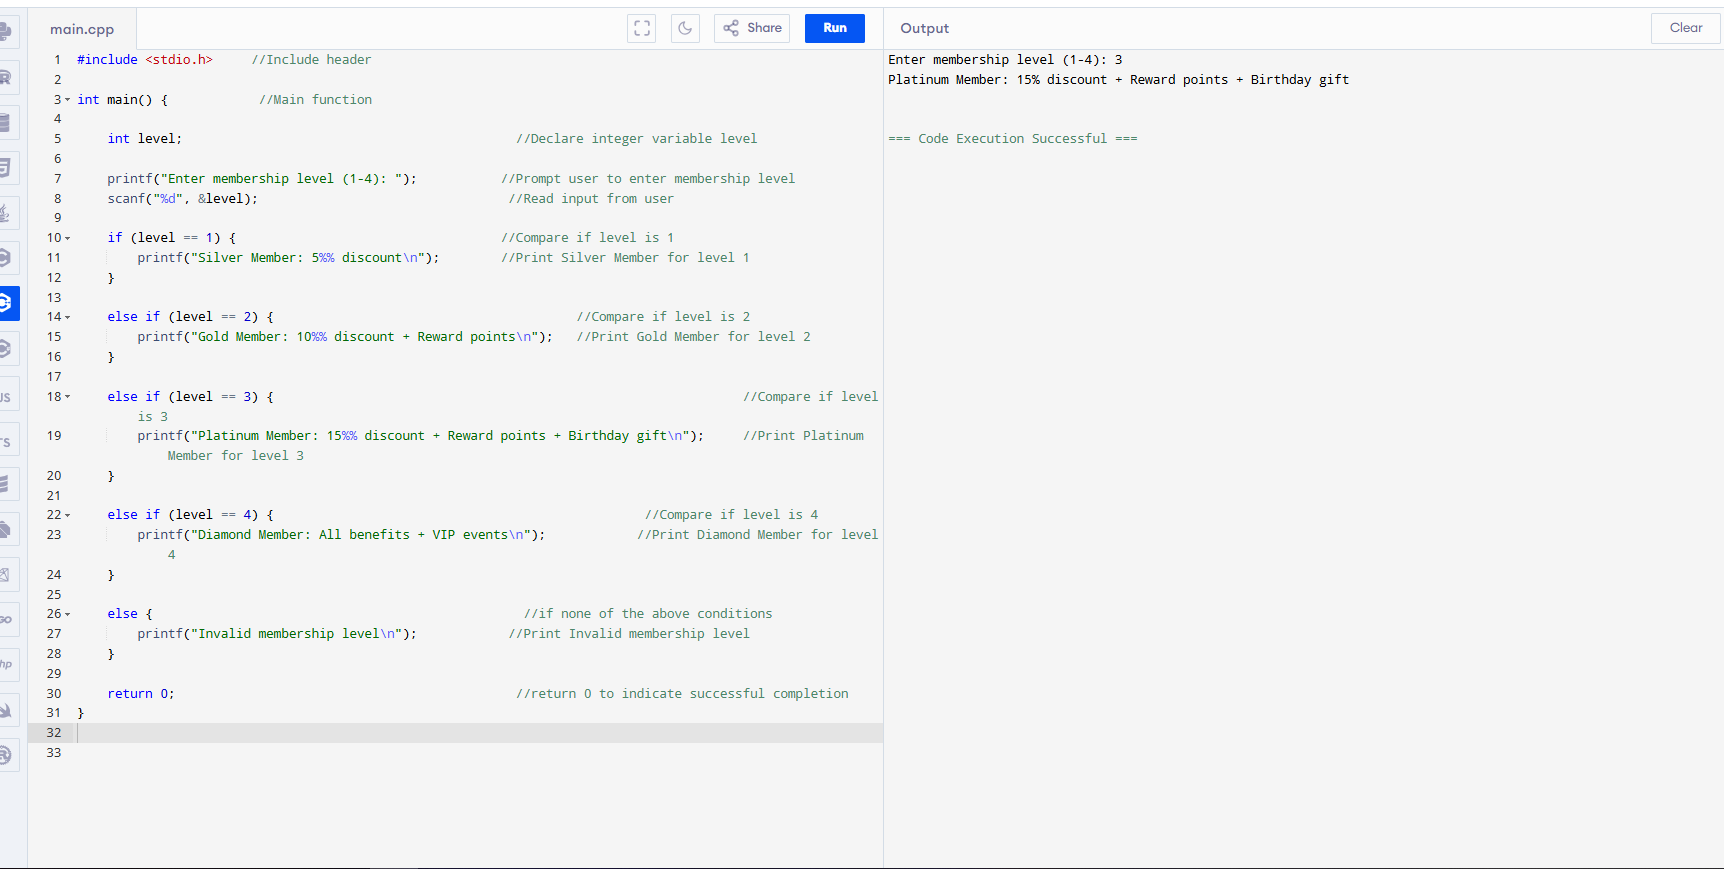 main.cpp
Share
Run
Output
Clear
1 #include <stdio.h> //Include header
2
3 int main() { //Main function
4
5 int level; //Declare integer variable level
6
7 printf("Enter membership level (1-4): "); //Prompt user to enter membership level
8 scanf("%d", &level); //Read input from user
9
10 if (level == 1) { //Compare if level is 1
11 printf("Silver Member: 5%% discount\n"); //Print Silver Member for level 1
12 }
13
14 else if (level == 2) { //Compare if level is 2
15 printf("Gold Member: 10%% discount + Reward points\n"); //Print Gold Member for level 2
16 }
17
18 else if (level == 3) { //Compare if level
is 3
19 printf("Platinum Member: 15%% discount + Reward points + Birthday gift\n"); //Print Platinum
Member for level 3
20 }
21
22 else if (level == 4) { //Compare if level is 4
23 printf("Diamond Member: All benefits + VIP events\n"); //Print Diamond Member for level
4
24 }
25
26 else { //if none of the above conditions
27 printf("Invalid membership level\n"); //Print Invalid membership level
28 }
29
30 return 0; //return 0 to indicate successful completion
31 }
32
33
Enter membership level (1-4): 3
Platinum Member: 15% discount + Reward points + Birthday gift
=== Code Execution Successful ===